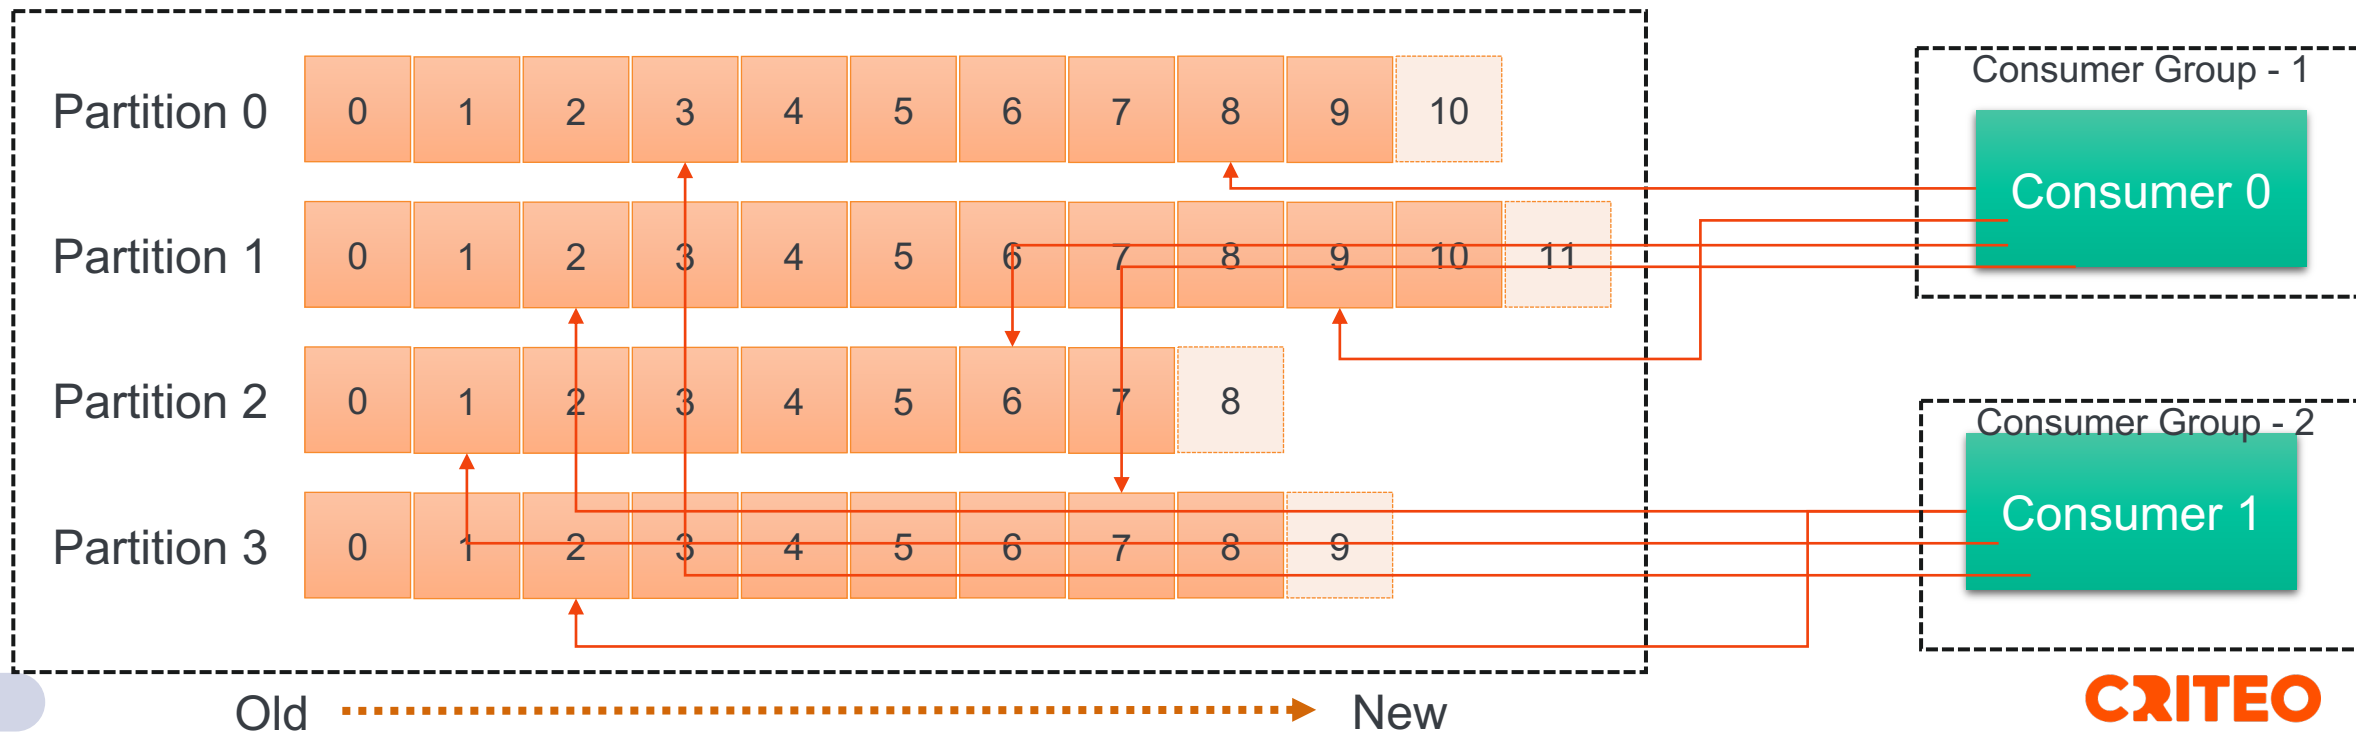 Partition 0 0 1 2 3 4 5 6 7 8 9 10
Partition 1 0 1 2 3 4 5 6 7 8 9 10 11
Partition 2 0 1 2 3 4 5 6 7 8
Partition 3 0 1 2 3 4 5 6 7 8 9
Old New
Consumer Group - 1
Consumer 0
Consumer Group - 2
Consumer 1
CRITEO